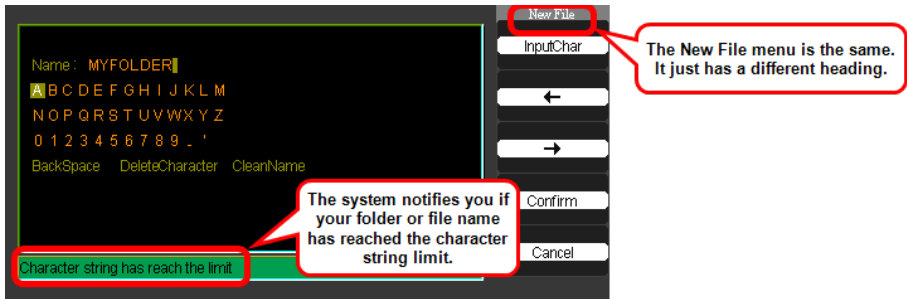 New File
InputChar
The New File menu is the same.
It just has a different heading.
Name: MYFOLDER
A B C D E F G H I J K L M
←
N O P Q R S T U V W X Y Z
0 1 2 3 4 5 6 7 8 9 _ '
→
BackSpace DeleteCharacter CleanName
The system notifies you if
your folder or file name
has reached the character
string limit.
Confirm
Cancel
Character string has reach the limit